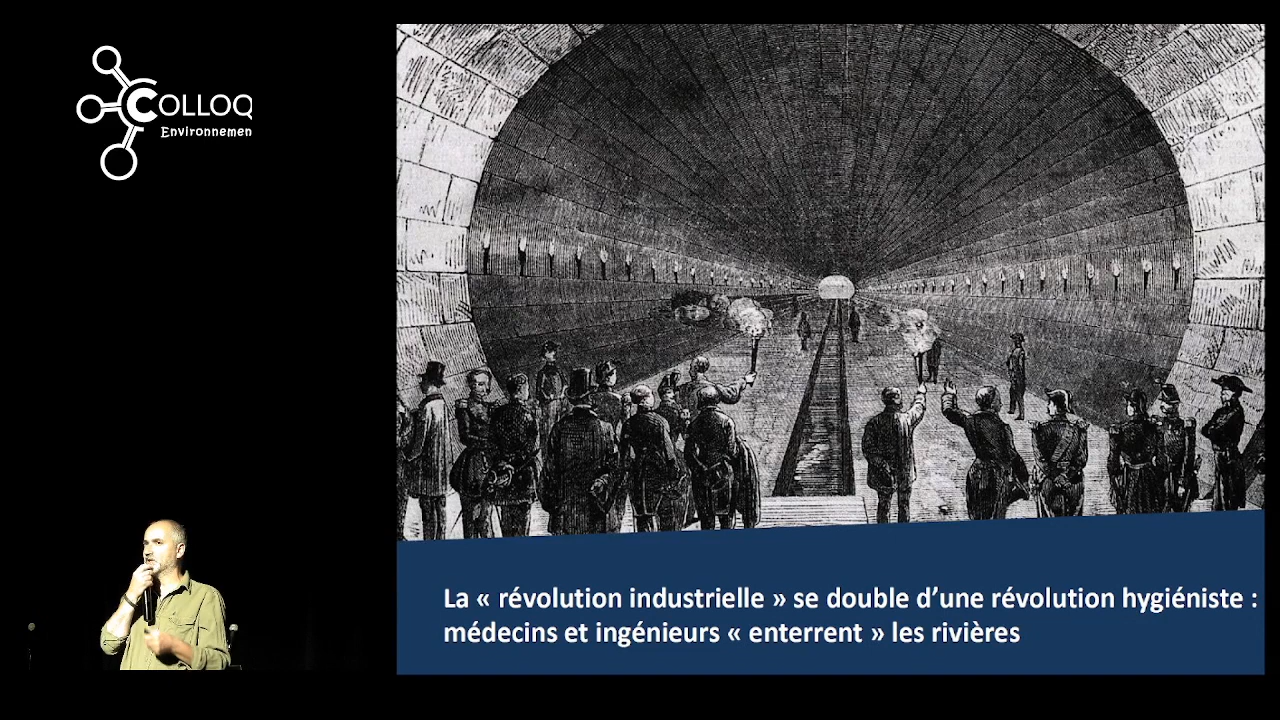 COLLOQ
Environnemen
La « révolution industrielle » se double d’une révolution hygiéniste :
médecins et ingénieurs « enterrent » les rivières